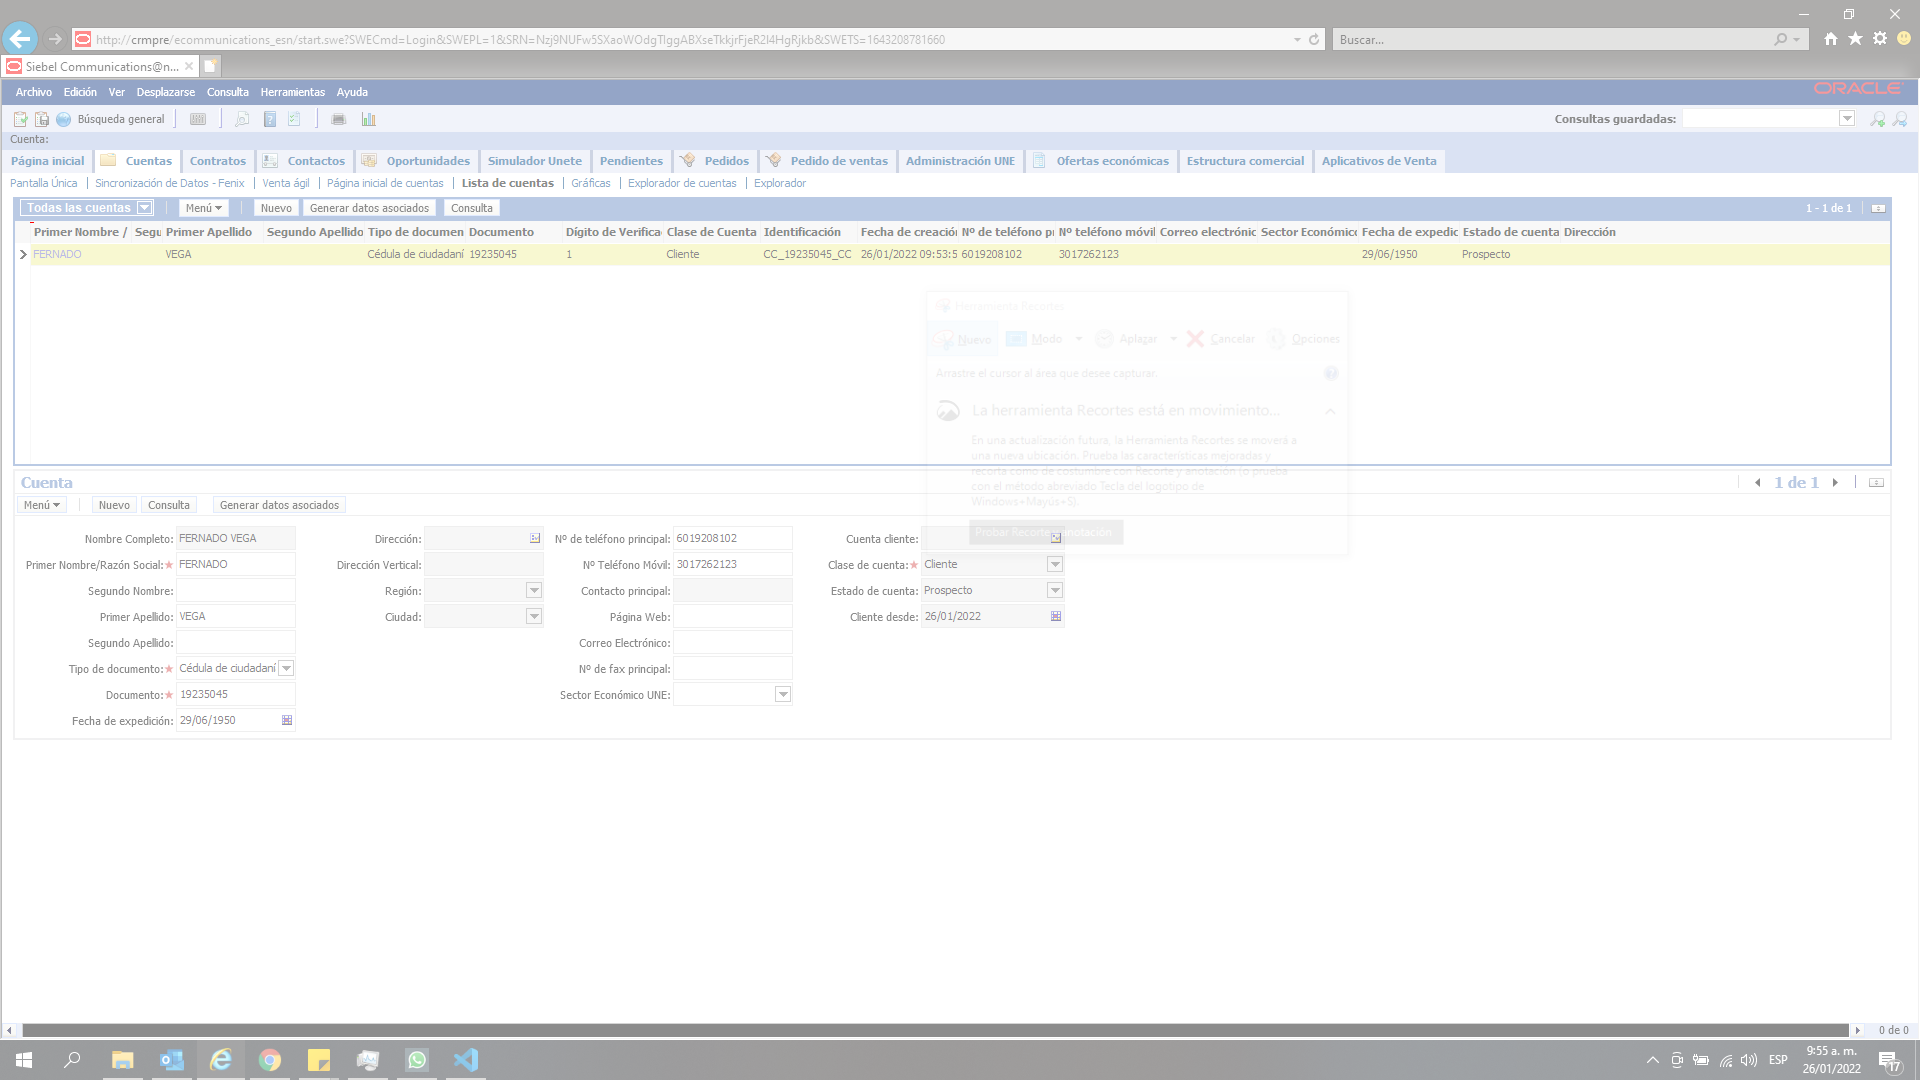 http://crmpre/ecommunications_esn/start.swe?SWECmd=Login&SWEPL=1&SRN=Nzj9NUFw5SXaoWOdgTIggABXseTkkjrFjeR2I4HgRjkb&SWETS=1643208781660
Buscar...
Siebel Communications@n...
Archivo Edición Ver Desplazarse Consulta Herramientas Ayuda
ORACLE
Búsqueda general
Consultas guardadas:
Cuenta:
Página inicial Cuentas Contratos Contactos Oportunidades Simulador Unete Pendientes Pedidos Pedido de ventas Administración UNE Ofertas económicas Estructura comercial Aplicativos de Venta
Pantalla Única Sincronización de Datos - Fenix Venta ágil Página inicial de cuentas Lista de cuentas Gráficas Explorador de cuentas Explorador
Todas las cuentas Menú Nuevo Generar datos asociados Consulta 1 - 1 de 1
Primer Nombre / Segu Primer Apellido Segundo Apellido Tipo de documen Documento Dígito de Verifica Clase de Cuenta Identificación Fecha de creació Nº de teléfono p Nº teléfono móvil Correo electrónic Sector Económico Fecha de expedic Estado de cuenta Dirección
FERNADO VEGA Cédula de ciudadaní 19235045 1 Cliente CC_19235045_CC 26/01/2022 09:53:5 6019208102 3017262123 29/06/1950 Prospecto
Herramienta Recortes
Nuevo Modo Aplazar Cancelar Opciones
Arrastre el cursor al área que desee capturar.
La herramienta Recortes está en movimiento...
En una actualización futura, la Herramienta Recortes se moverá a
una nueva ubicación. Prueba las características mejoradas y
recorta como de costumbre con Recorte y anotación (o prueba
con el método abreviado Tecla del logotipo de
Windows+Mayús+S).
Probar Recorte y anotación
Cuenta
1 de 1
Menú Nuevo Consulta Generar datos asociados
Nombre Completo: FERNADO VEGA Dirección: Nº de teléfono principal: 6019208102 Cuenta cliente:
Primer Nombre/Razón Social: FERNADO Dirección Vertical: Nº Teléfono Móvil: 3017262123 Clase de cuenta: Cliente
Segundo Nombre: Región: Contacto principal: Estado de cuenta: Prospecto
Primer Apellido: VEGA Ciudad: Página Web: Cliente desde: 26/01/2022
Segundo Apellido: Correo Electrónico:
Tipo de documento: Cédula de ciudadaní Nº de fax principal:
Documento: 19235045 Sector Económico UNE:
Fecha de expedición: 29/06/1950
0 de 0
ESP
9:55 a. m.
26/01/2022
17